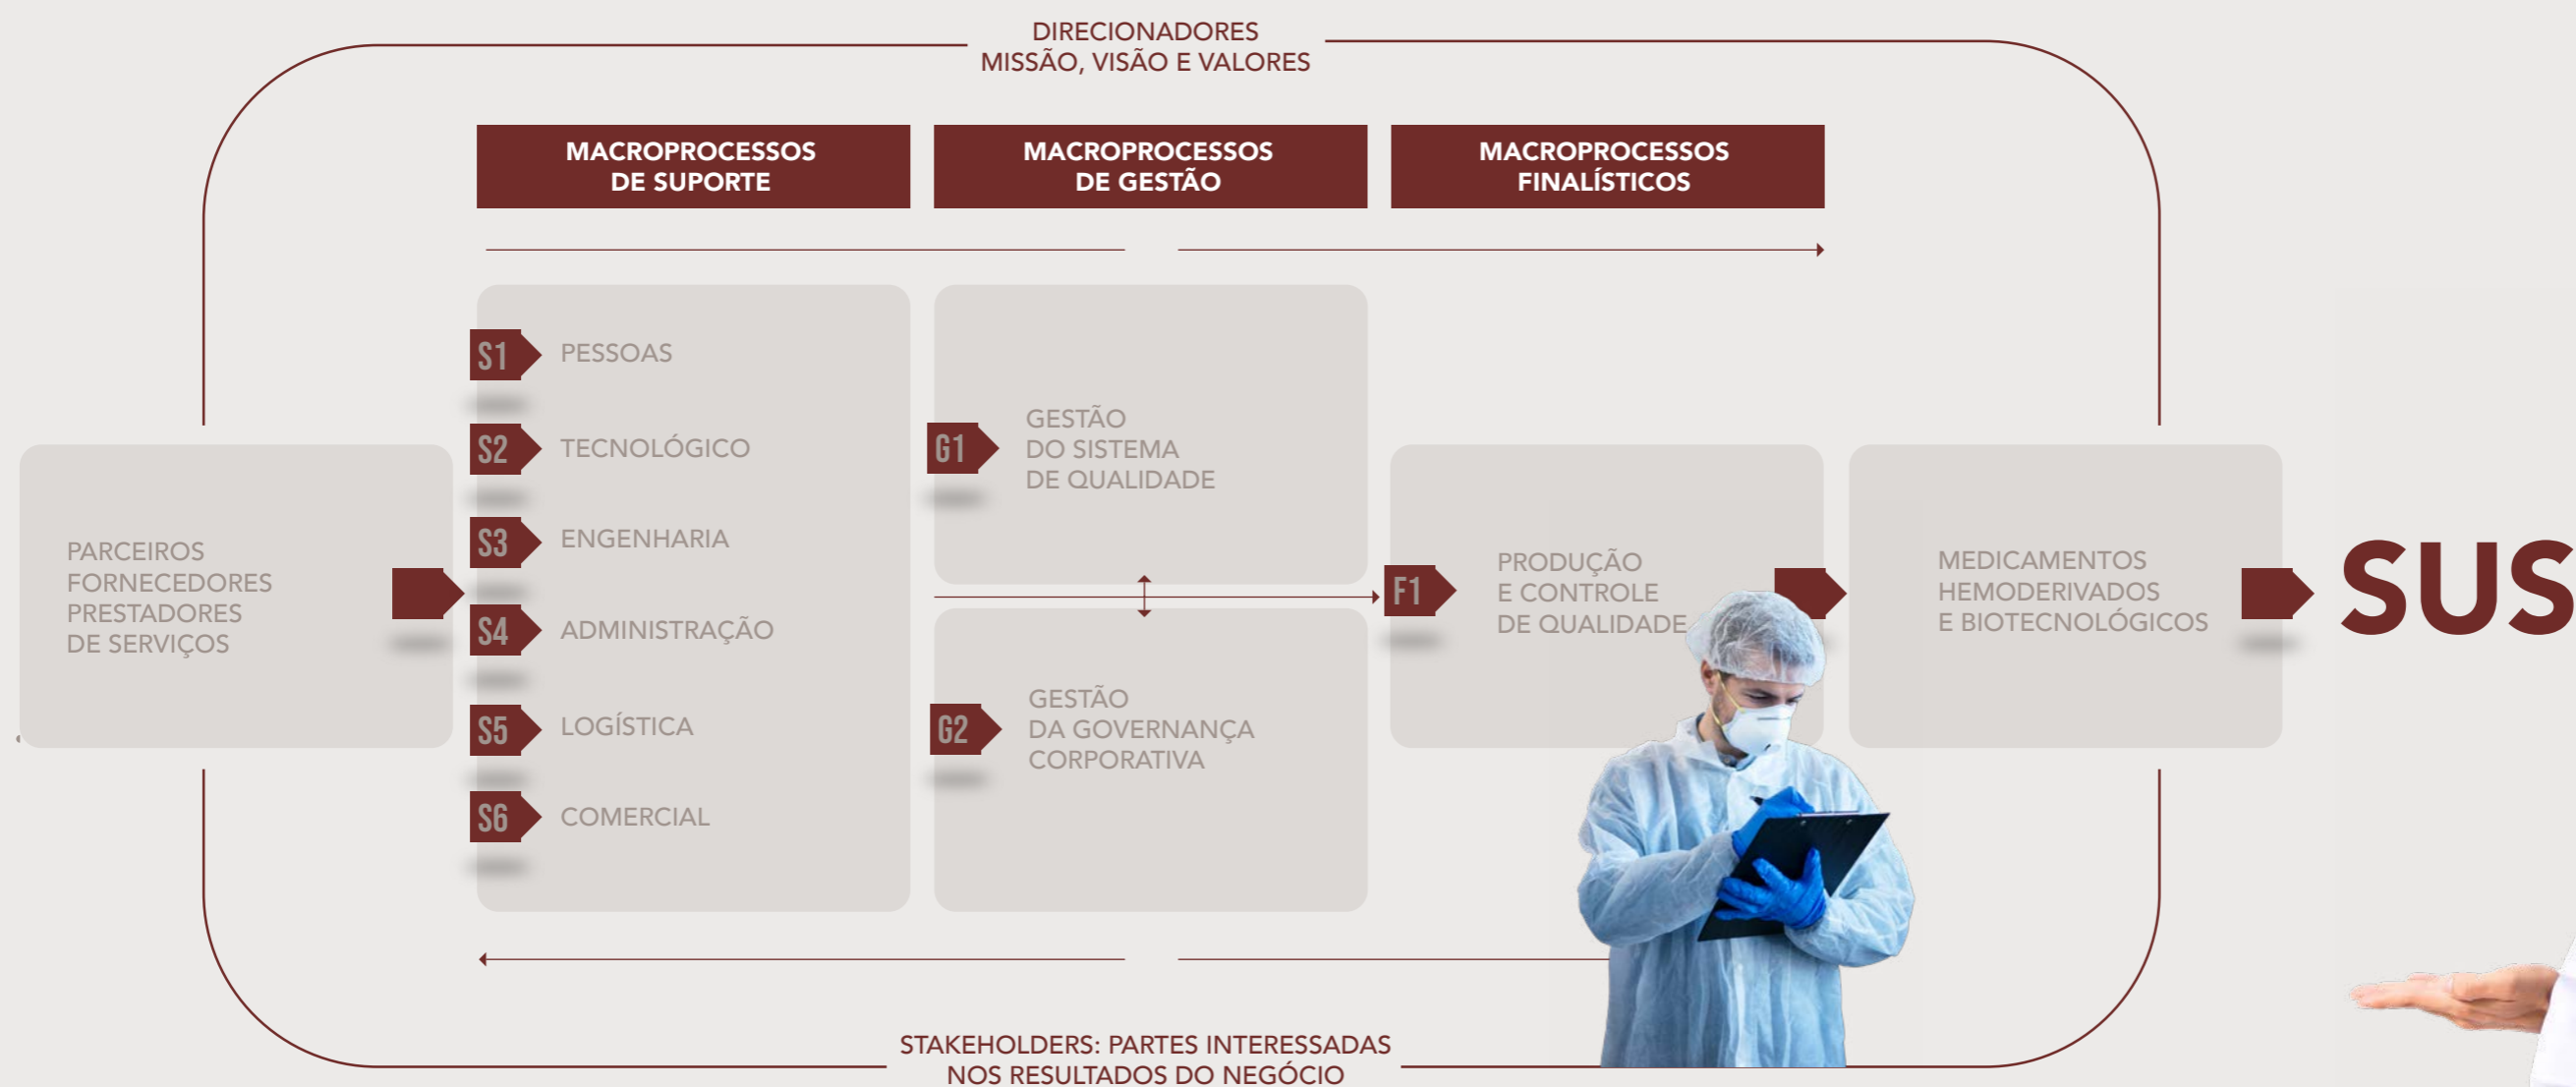 DIRECIONADORES
MISSÃO, VISÃO E VALORES
MACROPROCESSOS
DE SUPORTE
MACROPROCESSOS
DE GESTÃO
MACROPROCESSOS
FINALÍSTICOS
PARCEIROS
FORNECEDORES
PRESTADORES
DE SERVIÇOS
S1 PESSOAS
S2 TECNOLÓGICO
S3 ENGENHARIA
S4 ADMINISTRAÇÃO
S5 LOGÍSTICA
S6 COMERCIAL
G1
GESTÃO
DO SISTEMA
DE QUALIDADE
G2
GESTÃO
DA GOVERNANÇA
CORPORATIVA
F1
PRODUÇÃO
E CONTROLE
DE QUALIDADE
MEDICAMENTOS
HEMODERIVADOS
E BIOTECNOLÓGICOS
SUS
STAKEHOLDERS: PARTES INTERESSADAS
NOS RESULTADOS DO NEGÓCIO